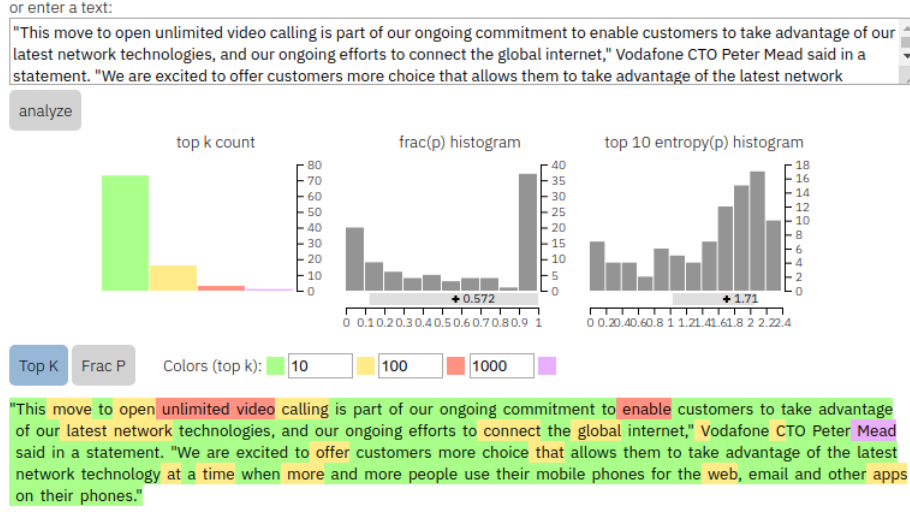 or enter a text:
"This move to open unlimited video calling is part of our ongoing commitment to enable customers to take advantage of our
latest network technologies, and our ongoing efforts to connect the global internet," Vodafone CTO Peter Mead said in a
statement. "We are excited to offer customers more choice that allows them to take advantage of the latest network
analyze
top k count
frac(p) histogram
top 10 entropy(p) histogram
80
70
60
50
40
30
20
10
0
40
35
30
25
20
15
10
5
0
18
16
14
12
10
8
6
4
2
0
+ 0.572
+ 1.71
0 0.1 0.2 0.3 0.4 0.5 0.6 0.7 0.8 0.9 1
0 0.2 0.4 0.6 0.8 1 1.2 1.4 1.6 1.8 2 2.2 2.4
Top K
Frac P
Colors (top k): 10 100 1000
"This move to open unlimited video calling is part of our ongoing commitment to enable customers to take advantage
of our latest network technologies, and our ongoing efforts to connect the global internet," Vodafone CTO Peter Mead
said in a statement. "We are excited to offer customers more choice that allows them to take advantage of the latest
network technology at a time when more and more people use their mobile phones for the web, email and other apps
on their phones."